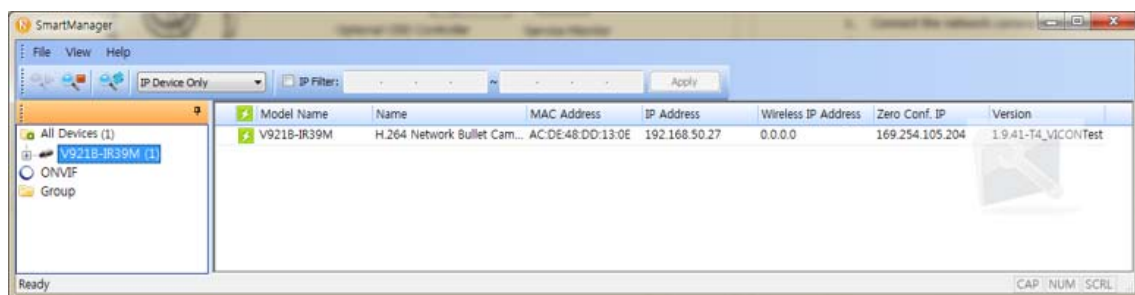 SmartManager
File View Help
IP Device Only IP Filter: . . . ~ . . . Apply
Model Name Name MAC Address IP Address Wireless IP Address Zero Conf. IP Version
All Devices (1)
V921B-IR39M H.264 Network Bullet Cam... AC:DE:48:DD:13:0E 192.168.50.27 0.0.0.0 169.254.105.204 1.9.41-T4_VICONTest
V921B-IR39M (1)
ONVIF
Group
Ready CAP NUM SCRL